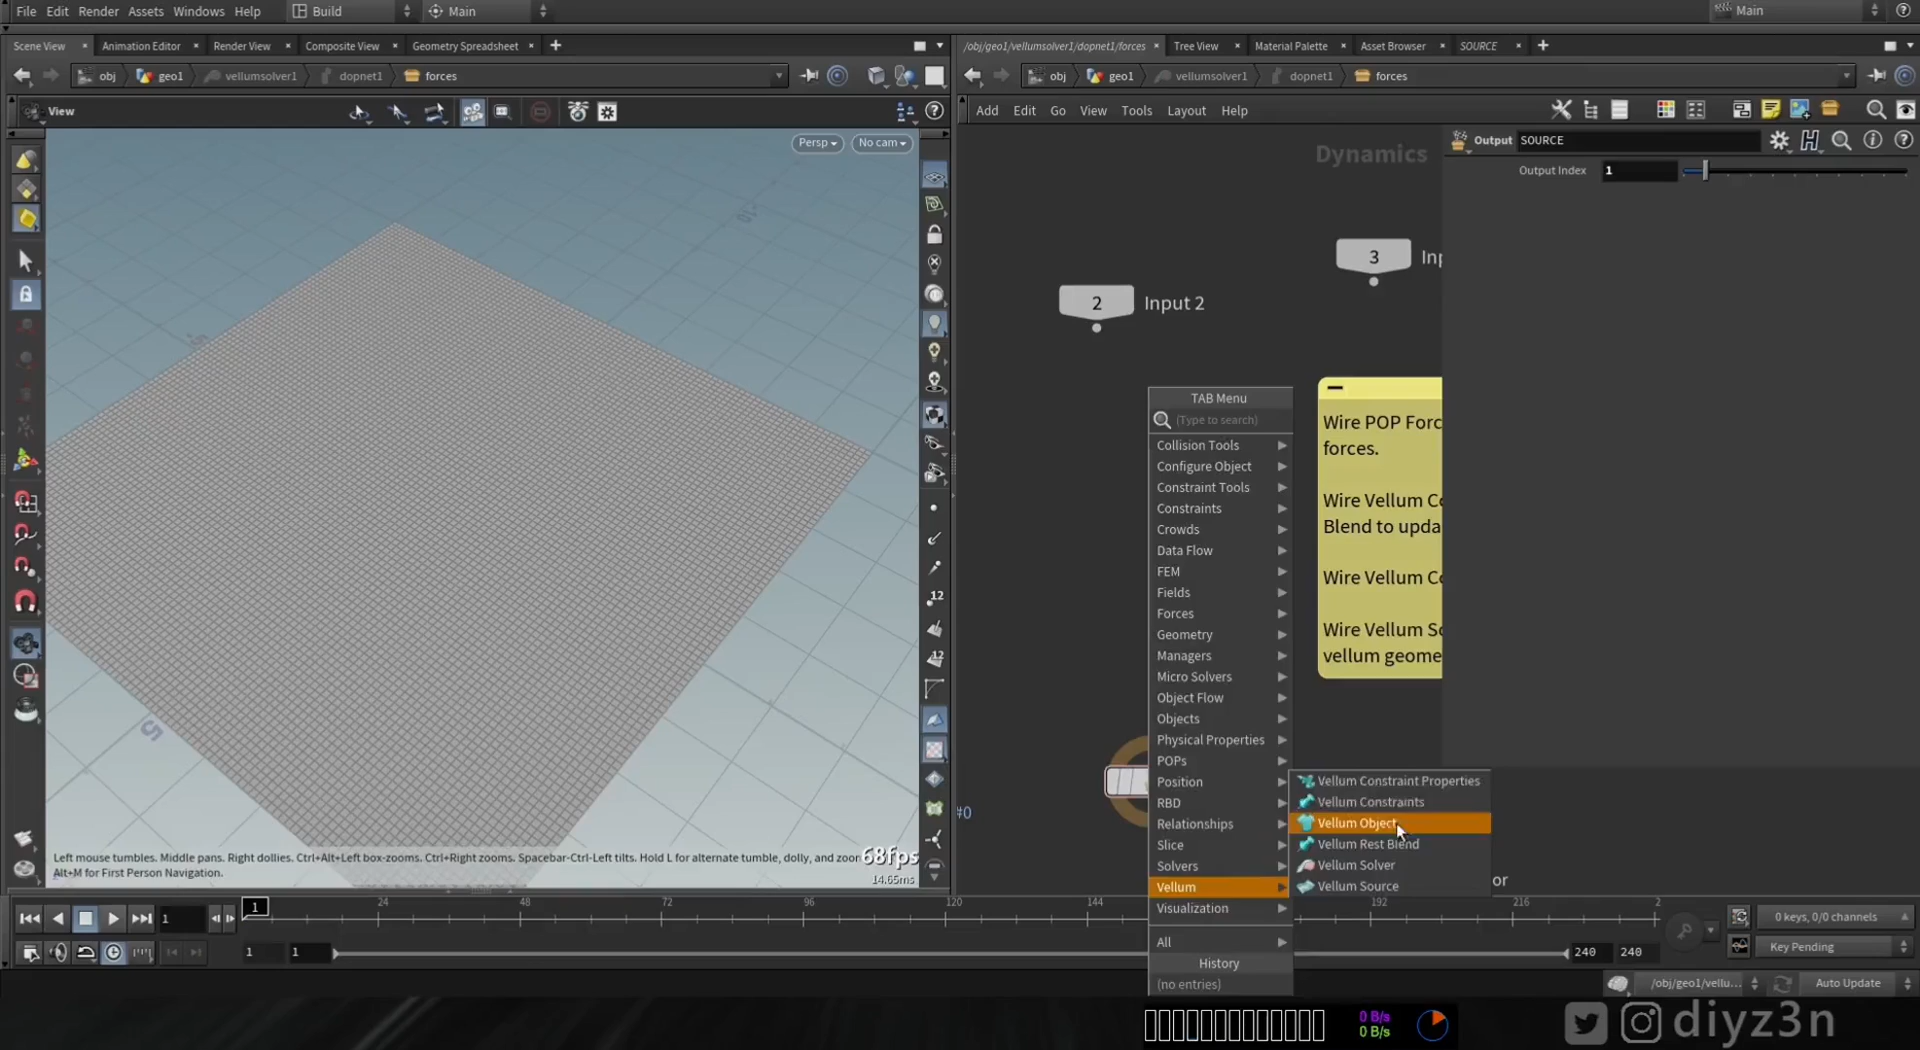 File Edit Render Assets Windows Help Build Main Main
Scene View Animation Editor Render View Composite View Geometry Spreadsheet
/obj/geo1/vellumsolver1/dopnet1/forces Tree View Material Palette Asset Browser SOURCE
obj geo1 vellumsolver1 dopnet1 forces
obj geo1 vellumsolver1 dopnet1 forces
View
Add Edit Go View Tools Layout Help
Persp No cam
Dynamics
Output SOURCE
Output Index 1
3
2 Input 2
TAB Menu
(Type to search)
Collision Tools
Configure Object
Constraint Tools
Constraints
Crowds
Data Flow
FEM
Fields
Forces
Geometry
Managers
Micro Solvers
Object Flow
Objects
Physical Properties
POPs
Position
RBD
Relationships
Slice
Solvers
Vellum
Visualization
All
History
(no entries)
Vellum Constraint Properties
Vellum Constraints
Vellum Object
Vellum Rest Blend
Vellum Solver
Vellum Source
Wire POP Forc
forces.
Wire Vellum Co
Blend to upda
Wire Vellum Co
Wire Vellum So
vellum geome
#0
or
5
12
12
Left mouse tumbles. Middle pans. Right dollies. Ctrl+Alt+Left box-zooms. Ctrl+Right zooms. Spacebar-Ctrl-Left tilts. Hold L for alternate tumble, dolly, and zoom
Alt+M for First Person Navigation.
68fps
14.65ms
1 1 24 48 72 96 120 144 192 216 2
0 keys, 0/0 channels
1 1 240 240
Key Pending
/obj/geo1/vellu... Auto Update
0 B/s
0 B/s
diyz3n